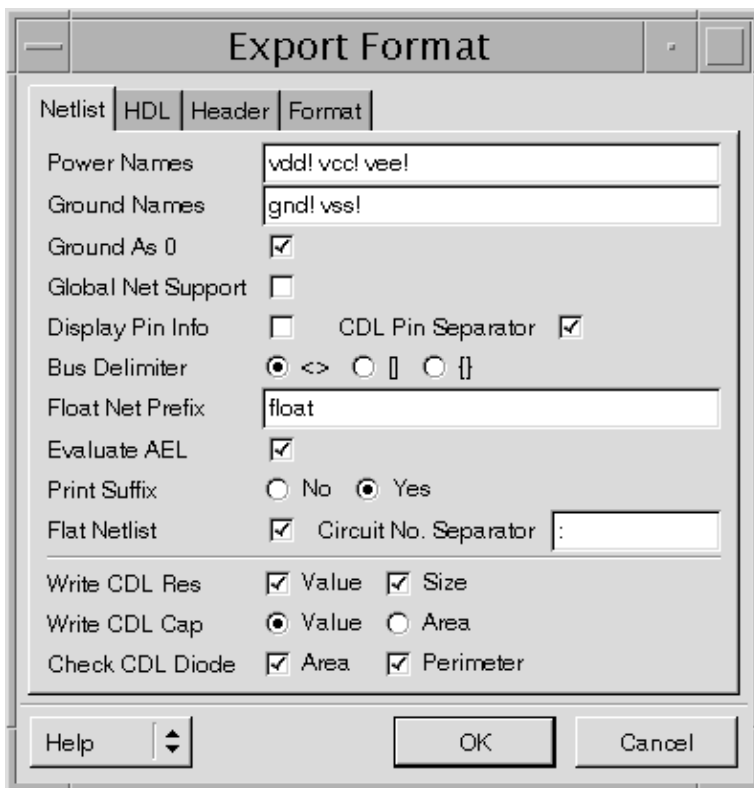 Export Format
Netlist HDL Header Format
Power Names vdd! vcc! vee!
Ground Names gnd! vss!
Ground As 0
Global Net Support
Display Pin Info CDL Pin Separator
Bus Delimiter <> [] {}
Float Net Prefix float
Evaluate AEL
Print Suffix No Yes
Flat Netlist Circuit No. Separator :
Write CDL Res Value Size
Write CDL Cap Value Area
Check CDL Diode Area Perimeter
Help OK Cancel